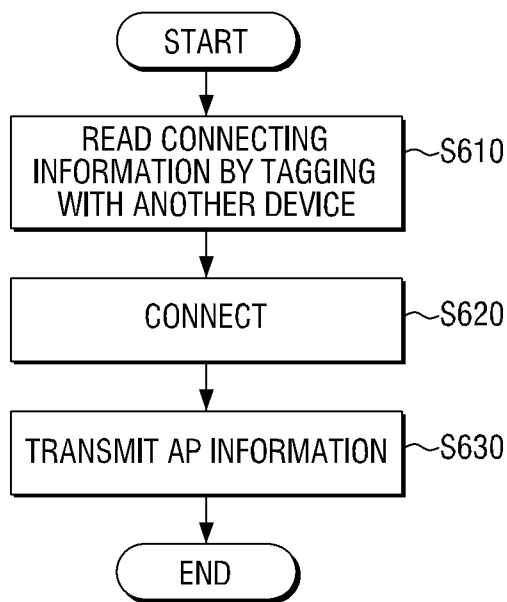 START
READ CONNECTING
INFORMATION BY TAGGING
WITH ANOTHER DEVICE
S610
CONNECT
S620
TRANSMIT AP INFORMATION
S630
END